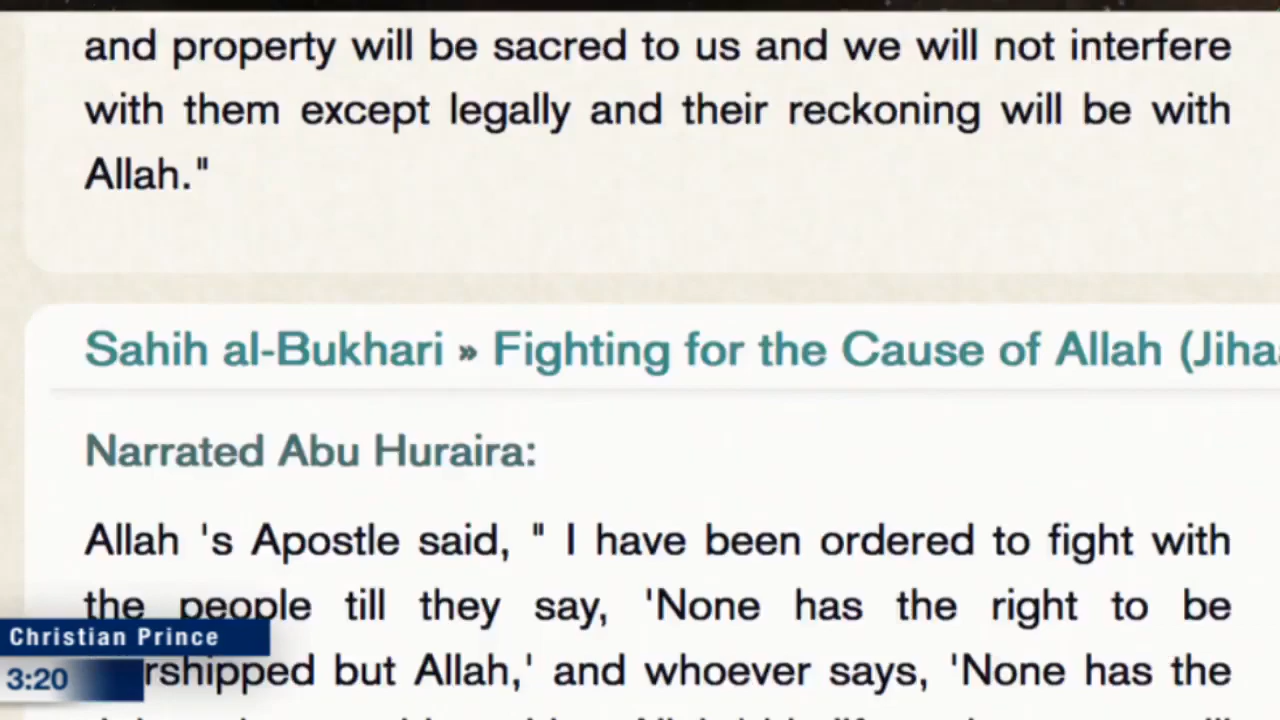 and property will be sacred to us and we will not interfere
with them except legally and their reckoning will be with
Allah."
Sahih al-Bukhari » Fighting for the Cause of Allah
Narrated Abu Huraira:
Allah 's Apostle said, " I have been ordered to fight with
the people till they say, 'None has the right to be
Christian Prince
but Allah,' and whoever says, 'None has the
3:20